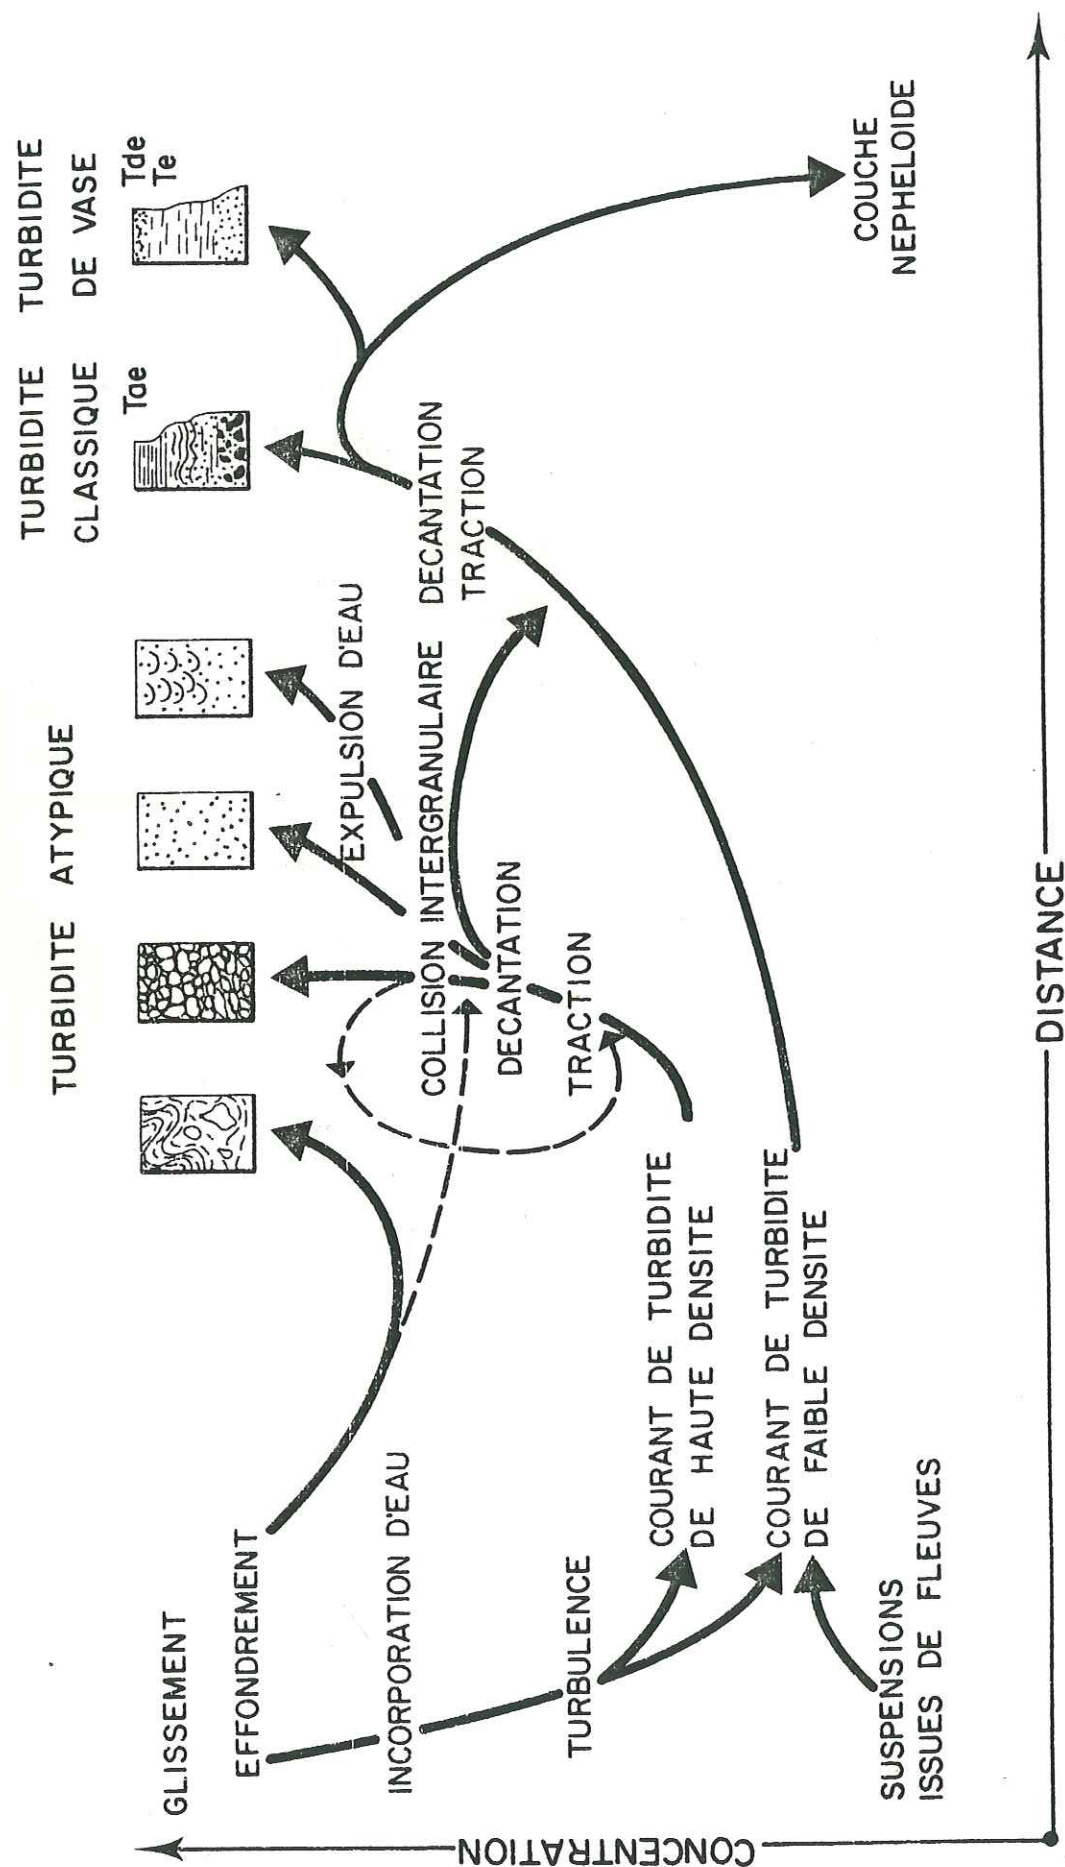 TURBIDITE ATYPIQUE
TURBIDITE
CLASSIQUE
TURBIDITE
DE VASE
Tae
Tde
Te
GLISSEMENT
EFFONDREMENT
EXPULSION D'EAU
INCORPORATION D'EAU
COLLISION INTERGRANULAIRE
DECANTATION
TRACTION
DECANTATION
TRACTION
TURBULENCE
COURANT DE TURBIDITE
DE HAUTE DENSITE
COURANT DE TURBIDITE
DE FAIBLE DENSITE
SUSPENSIONS
ISSUES DE FLEUVES
COUCHE
NEPHELOIDE
CONCENTRATION
DISTANCE